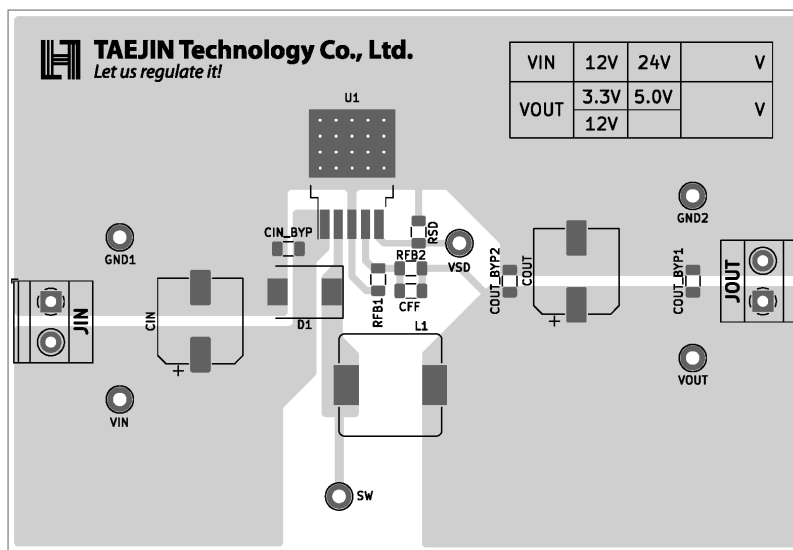 TAEJIN Technology Co., Ltd.
Let us regulate it!
VIN 12V 24V V
VOUT 3.3V 5.0V V
12V
U1
GND1
CIN_BYP
RSD
VSD
GND2
RFB2
COUT_BYP2
COUT
COUT_BYP1
JOUT
JIN
CIN
D1
RFB1
CFF
L1
VIN
VOUT
SW
+
+